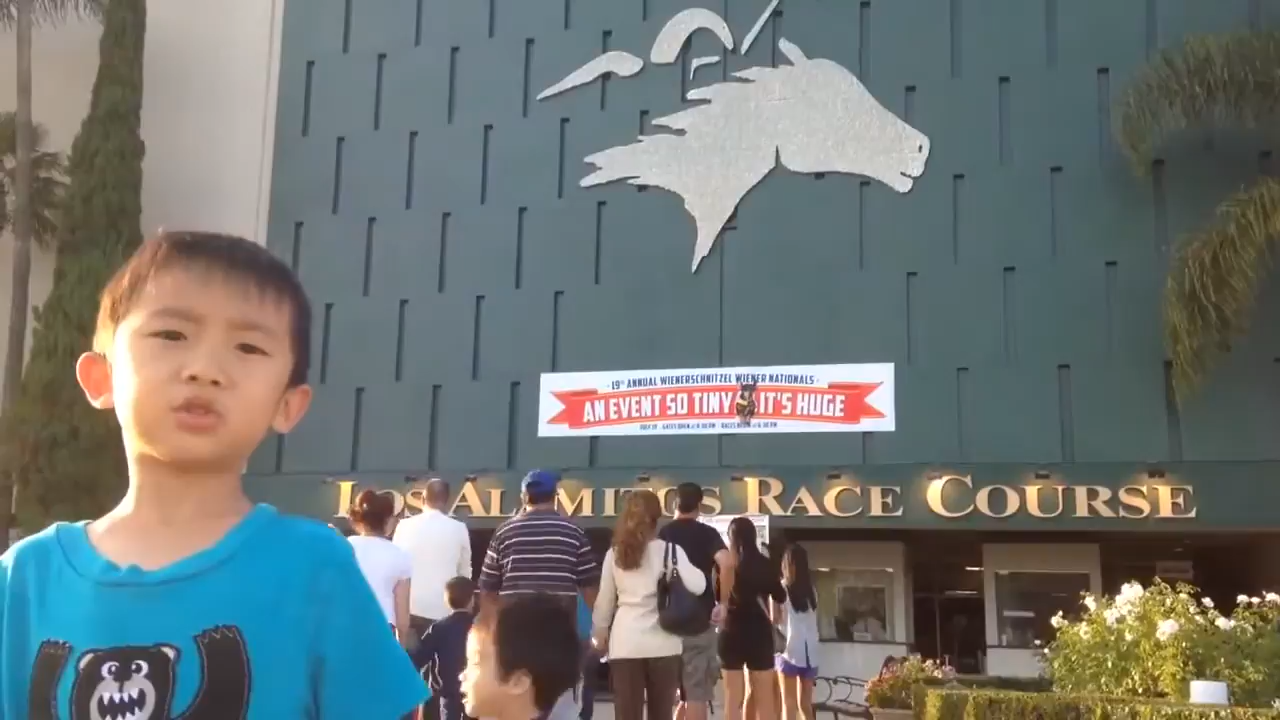 · 19TH ANNUAL WIENERSCHNITZEL WIENER NATIONALS ·
AN EVENT SO TINY IT'S HUGE
LOS ALAMITOS RACE COURSE